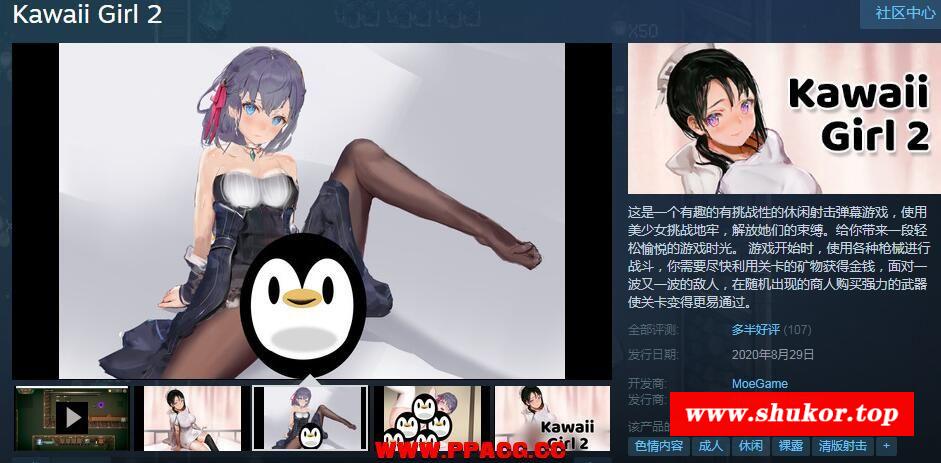 Kawaii Girl 2
社区中心
X50
Kawaii
Girl 2
这是一个有趣的有挑战性的休闲射击弹幕游戏，使用
美少女挑战地牢，解放她们的束缚。给你带来一段轻
松愉悦的游戏时光。 游戏开始时，使用各种枪械进行
战斗，你需要尽快利用关卡的矿物获得金钱，面对一
波又一波的敌人，在随机出现的商人购买强力的武器
使关卡变得更易通过。
全部评测: 多半好评 (107)
发行日期: 2020年8月29日
开发商: MoeGame
发行商:
www.shukor.top
该产品的
色情内容 成人 休闲 裸露 清版射击 +
Kawaii
Girl 2
WWW.PPACG.CC